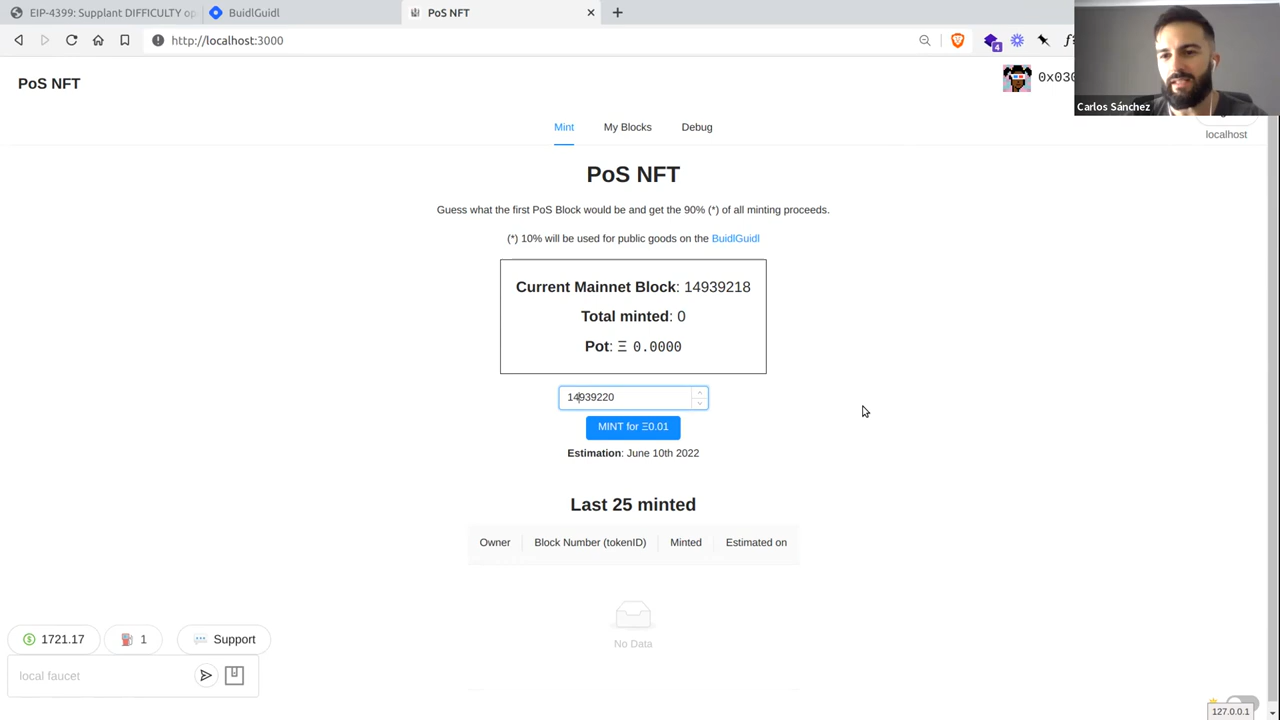 EIP-4399: Supplant DIFFICULTY op
BuidlGuidl
PoS NFT
http://localhost:3000
4
PoS NFT
0x030
Carlos Sánchez
localhost
Mint
My Blocks
Debug
PoS NFT
Guess what the first PoS Block would be and get the 90% (*) of all minting proceeds.
(*) 10% will be used for public goods on the BuidlGuidl
Current Mainnet Block: 14939218
Total minted: 0
Pot: Ξ 0.0000
14939220
MINT for Ξ0.01
Estimation: June 10th 2022
Last 25 minted
Owner
Block Number (tokenID)
Minted
Estimated on
No Data
1721.17
1
Support
local faucet
127.0.0.1